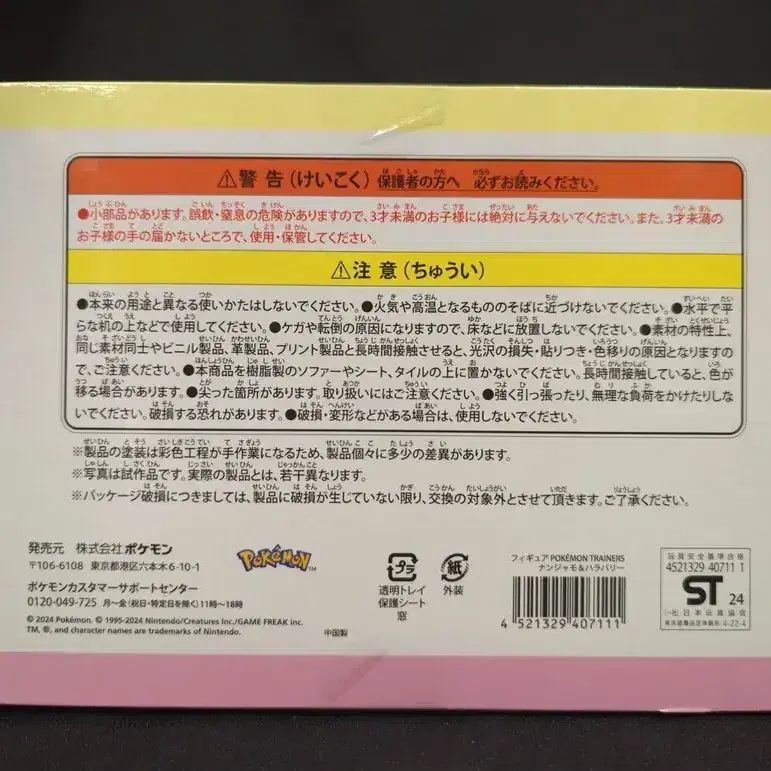 ⚠警告(けいこく) 保護者の方へ 必ずお読みください。
●小部品があります。誤飲・窒息の危険がありますので、3才未満のお子様には絶対に与えないでください。また、3才未満の
お子様の手の届かないところで、使用・保管してください。
⚠注意(ちゅうい)
●本来の用途と異なる使いかたはしないでください。●火気や高温となるもののそばに近づけないでください。●水平で平
らな机の上などで使用してください。●ケガや転倒の原因になりますので、床などに放置しないでください。●素材の特性上、
同じ素材同士やビニル製品、革製品、プリント製品と長時間接触させると、光沢の損失・貼りつき・色移りの原因となりますの
で、ご注意ください。●本商品を樹脂製のソファーやシート、タイルの上に置かないでください。長時間接触していると、色が
移る場合があります。●尖った箇所があります。取り扱いにはご注意ください。●強く引っ張ったり、無理な負荷をかけたりし
ないでください。破損する恐れがあります。●破損・変形などがある場合は、使用しないでください。
※製品の塗装は彩色工程が手作業になるため、製品個々に多少の差異があります。
※写真は試作品です。実際の製品とは、若干異なります。
※パッケージ破損につきましては、製品に破損が生じていない限り、交換の対象外とさせて頂きます。ご了承ください。
発売元 株式会社ポケモン
〒106-6108 東京都港区六本木6-10-1
ポケモンカスタマーサポートセンター
0120-049-725 月〜金(祝日・特定日を除く)11時〜18時
© 2024 Pokémon. © 1995-2024 Nintendo/Creatures Inc./GAME FREAK inc.
TM, ®, and character names are trademarks of Nintendo.
中国製
POKéMON TM
プラ
透明トレイ
保護シート
窓
紙
外装
フィギュア POKÉMON TRAINERS
ナンジャモ&ハラバリー
4 521329 407111
玩具安全基準合格
4521329 40711 1
ST 24
(一社)日本玩具協会
東京都墨田区東駒形 4-22-4